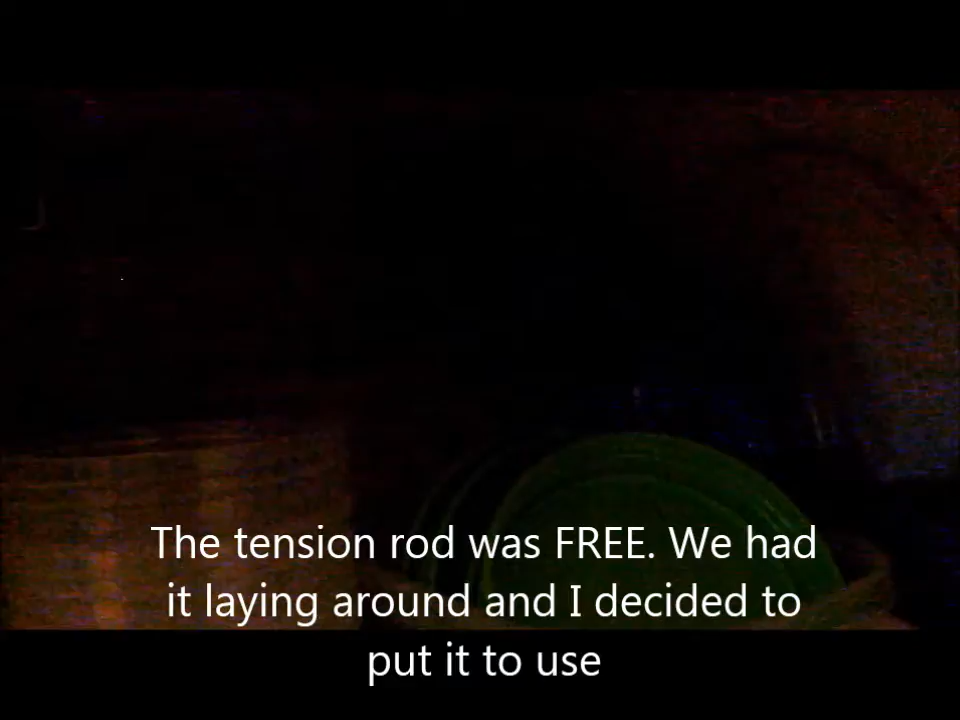 The tension rod was FREE. We had
it laying around and I decided to
put it to use